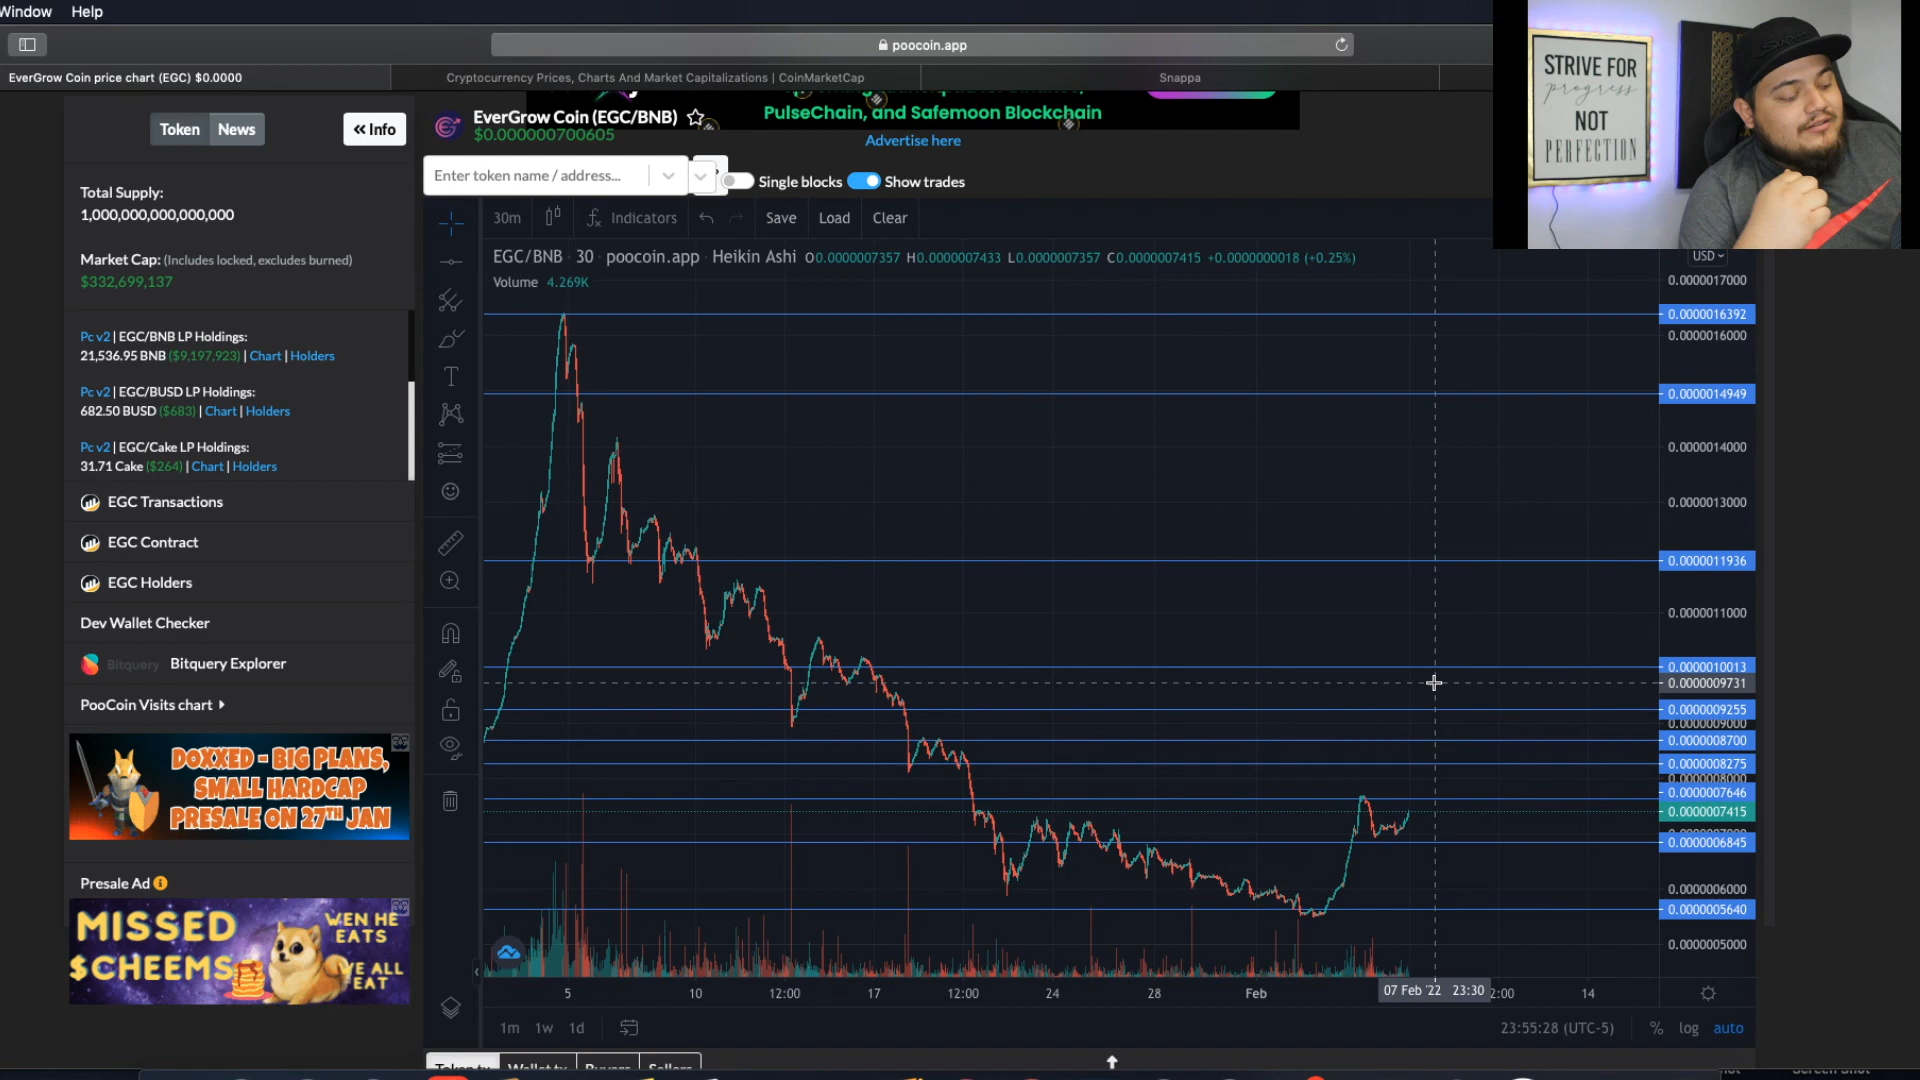 Window Help
poocoin.app
EverGrow Coin price chart (EGC) $0.0000
Cryptocurrency Prices, Charts And Market Capitalizations | CoinMarketCap
Snappa
STRIVE FOR
progress
NOT
PERFECTION
Token News
« Info
EverGrow Coin (EGC/BNB)
$0.000000700605
PulseChain, and Safemoon Blockchain
Advertise here
Enter token name / address...
Single blocks
Show trades
Total Supply:
1,000,000,000,000,000
Market Cap: (Includes locked, excludes burned)
$332,699,137
Pc v2 | EGC/BNB LP Holdings:
21,536.95 BNB ($9,197,923) | Chart | Holders
Pc v2 | EGC/BUSD LP Holdings:
682.50 BUSD ($683) | Chart | Holders
Pc v2 | EGC/Cake LP Holdings:
31.71 Cake ($264) | Chart | Holders
EGC Transactions
EGC Contract
EGC Holders
Dev Wallet Checker
Bitquery Bitquery Explorer
PooCoin Visits chart
DOXXED - BIG PLANS,
SMALL HARDCAP
PRESALE ON 27TH JAN
Presale Ad
MISSED
$CHEEMS
WEN HE
EATS
WE ALL
EAT
30m Indicators Save Load Clear
EGC/BNB · 30 · poocoin.app · Heikin Ashi O0.0000007357 H0.0000007433 L0.0000007357 C0.0000007415 +0.0000000018 (+0.25%)
Volume 4.269K
USD
0.0000017000
0.0000016392
0.0000016000
0.0000014949
0.0000014000
0.0000013000
0.0000011936
0.0000011000
0.0000010013
0.0000009731
0.0000009255
0.0000009000
0.0000008700
0.0000008275
0.0000008000
0.0000007646
0.0000007415
0.0000006845
0.0000006000
0.0000005640
0.0000005000
5 10 12:00 17 12:00 24 28 Feb 07 Feb '22 23:30 2:00 14
1m 1w 1d
23:55:28 (UTC-5) % log auto